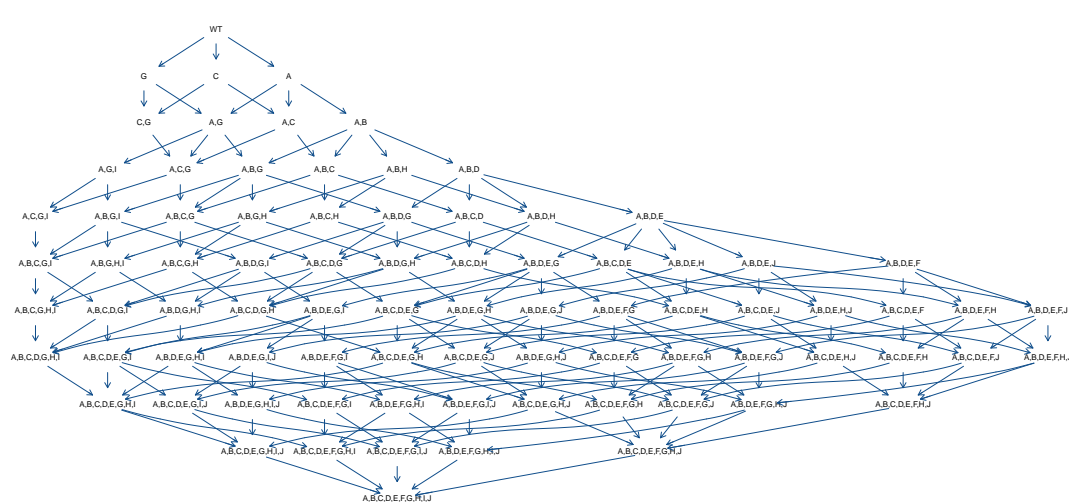 WT
G C A
C,G A,G A,C A,B
A,G,I A,C,G A,B,G A,B,C A,B,H A,B,D
A,C,G,I A,B,G,I A,B,C,G A,B,G,H A,B,C,H A,B,D,G A,B,C,D A,B,D,H A,B,D,E
A,B,C,G,I A,B,G,H,I A,B,C,G,H A,B,D,G,I A,B,C,D,G A,B,D,G,H A,B,C,D,H A,B,D,E,G A,B,C,D,E A,B,D,E,H A,B,D,E,J A,B,D,E,F
A,B,C,G,H,I A,B,C,D,G,I A,B,D,G,H,I A,B,C,D,G,H A,B,D,E,G,I A,B,C,D,E,G A,B,D,E,G,H A,B,D,E,G,J A,B,D,E,F,G A,B,C,D,E,H A,B,C,D,E,J A,B,D,E,H,J A,B,C,D,E,F A,B,D,E,F,H A,B,D,E,F,J
A,B,C,D,G,H,I A,B,C,D,E,G,I A,B,D,E,G,H,I A,B,D,E,G,I,J A,B,D,E,F,G,I A,B,C,D,E,G,H A,B,C,D,E,G,J A,B,D,E,G,H,J A,B,C,D,E,F,G A,B,D,E,F,G,H A,B,D,E,F,G,J A,B,C,D,E,H,J A,B,C,D,E,F,H A,B,C,D,E,F,J A,B,D,E,F,H,J
A,B,C,D,E,G,H,I A,B,C,D,E,G,I,J A,B,D,E,G,H,I,J A,B,C,D,E,F,G,I A,B,D,E,F,G,H,I A,B,D,E,F,G,I,J A,B,C,D,E,G,H,J A,B,C,D,E,F,G,H A,B,C,D,E,F,G,J A,B,D,E,F,G,H,J A,B,C,D,E,F,H,J
A,B,C,D,E,G,H,I,J A,B,C,D,E,F,G,H,I A,B,C,D,E,F,G,I,J A,B,D,E,F,G,H,I,J A,B,C,D,E,F,G,H,J
A,B,C,D,E,F,G,H,I,J